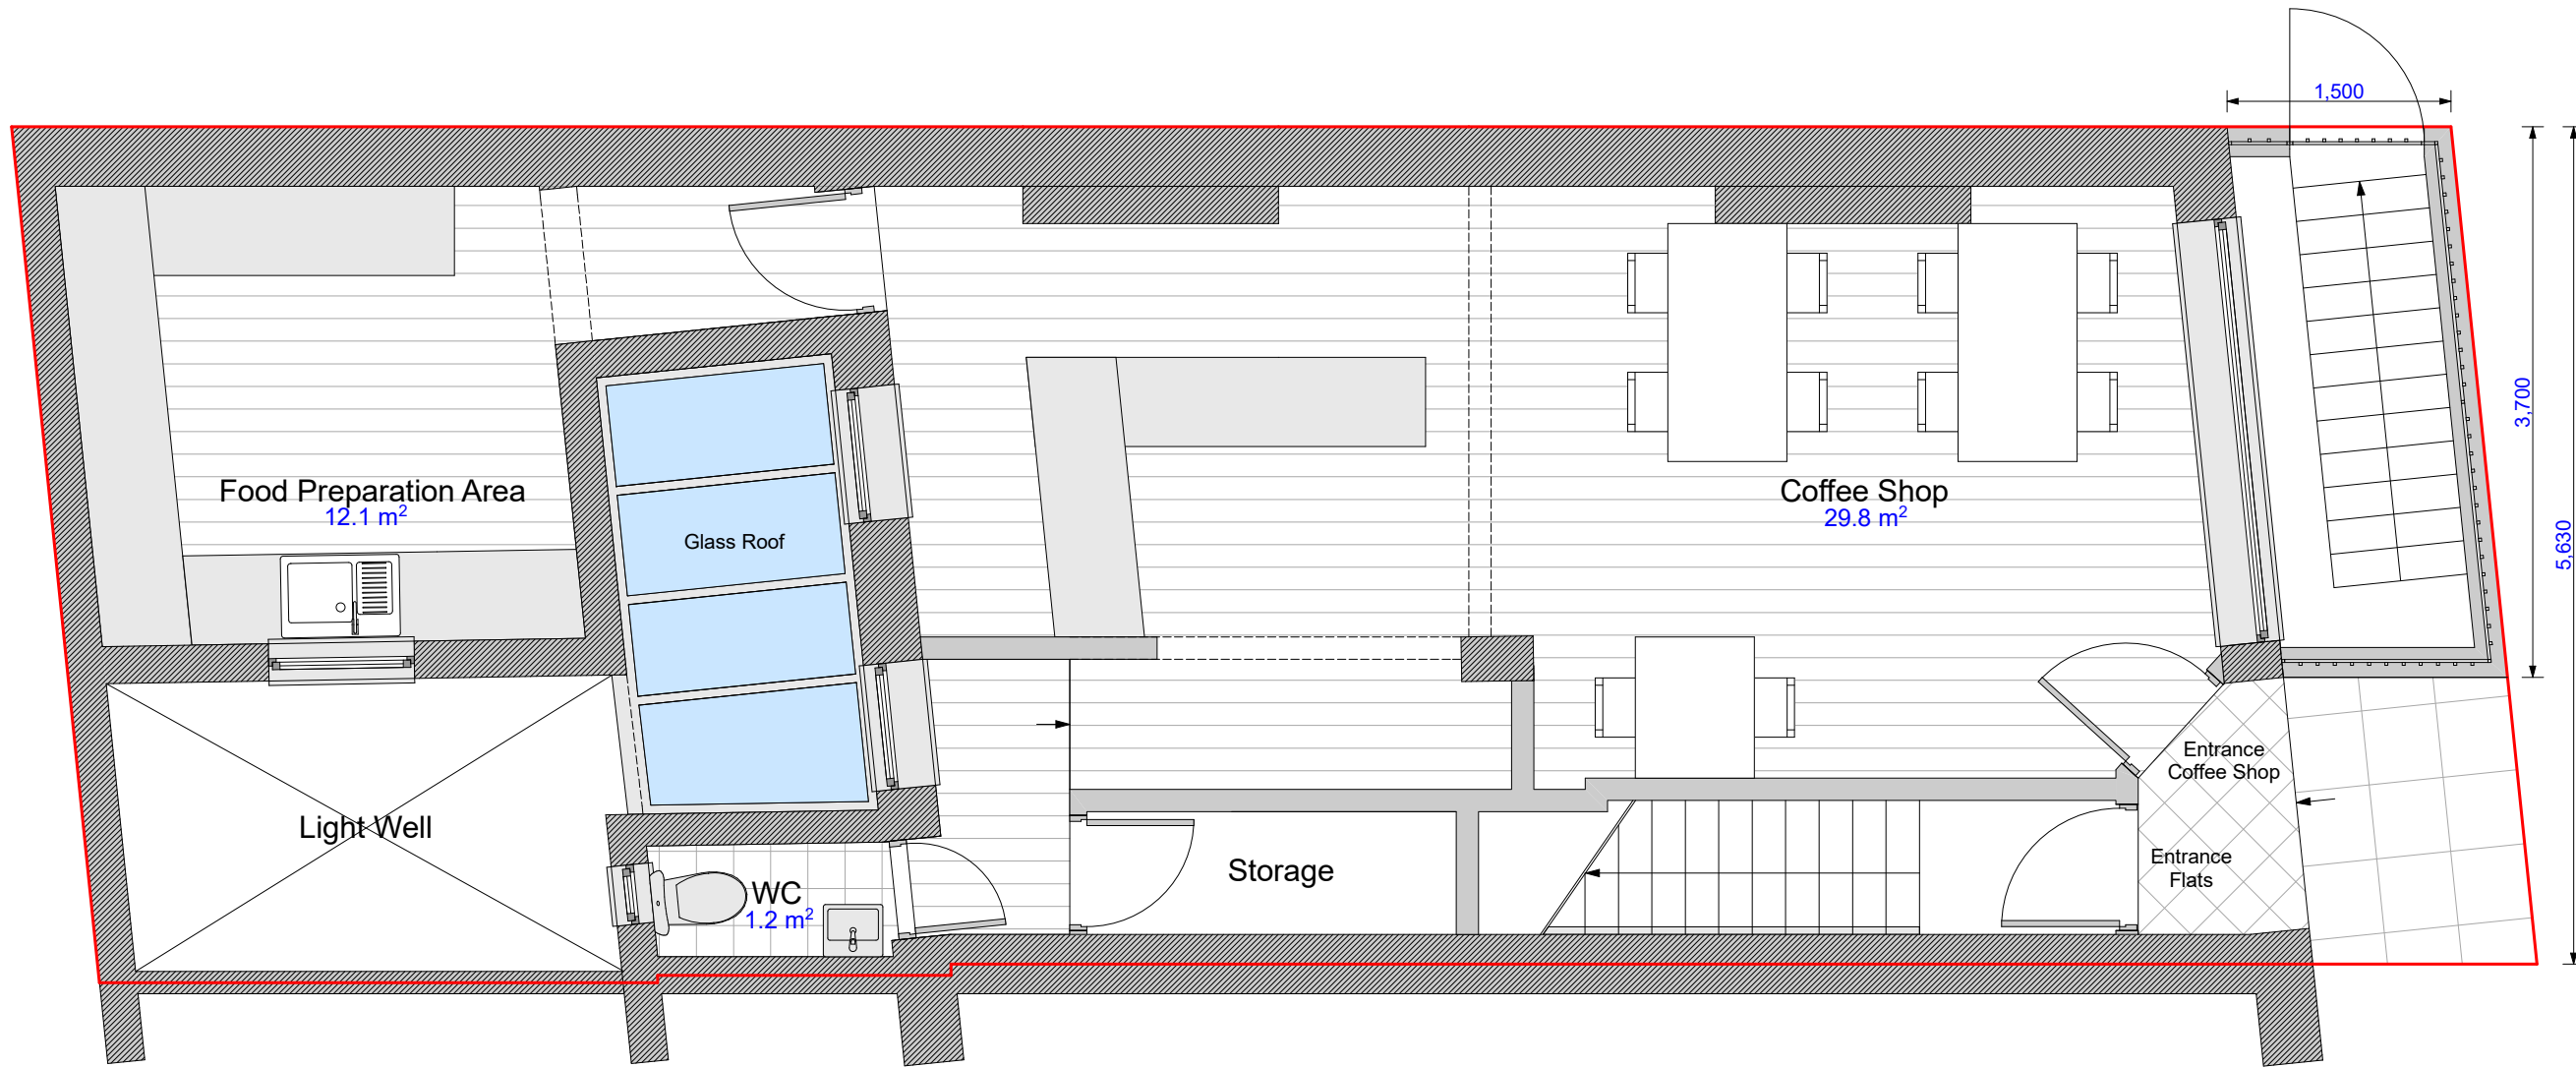 1,500
3,700
5,630
Food Preparation Area
12.1 m²
Coffee Shop
29.8 m²
Glass Roof
Entrance
Coffee Shop
Light Well
Storage
Entrance
Flats
WC
1.2 m²